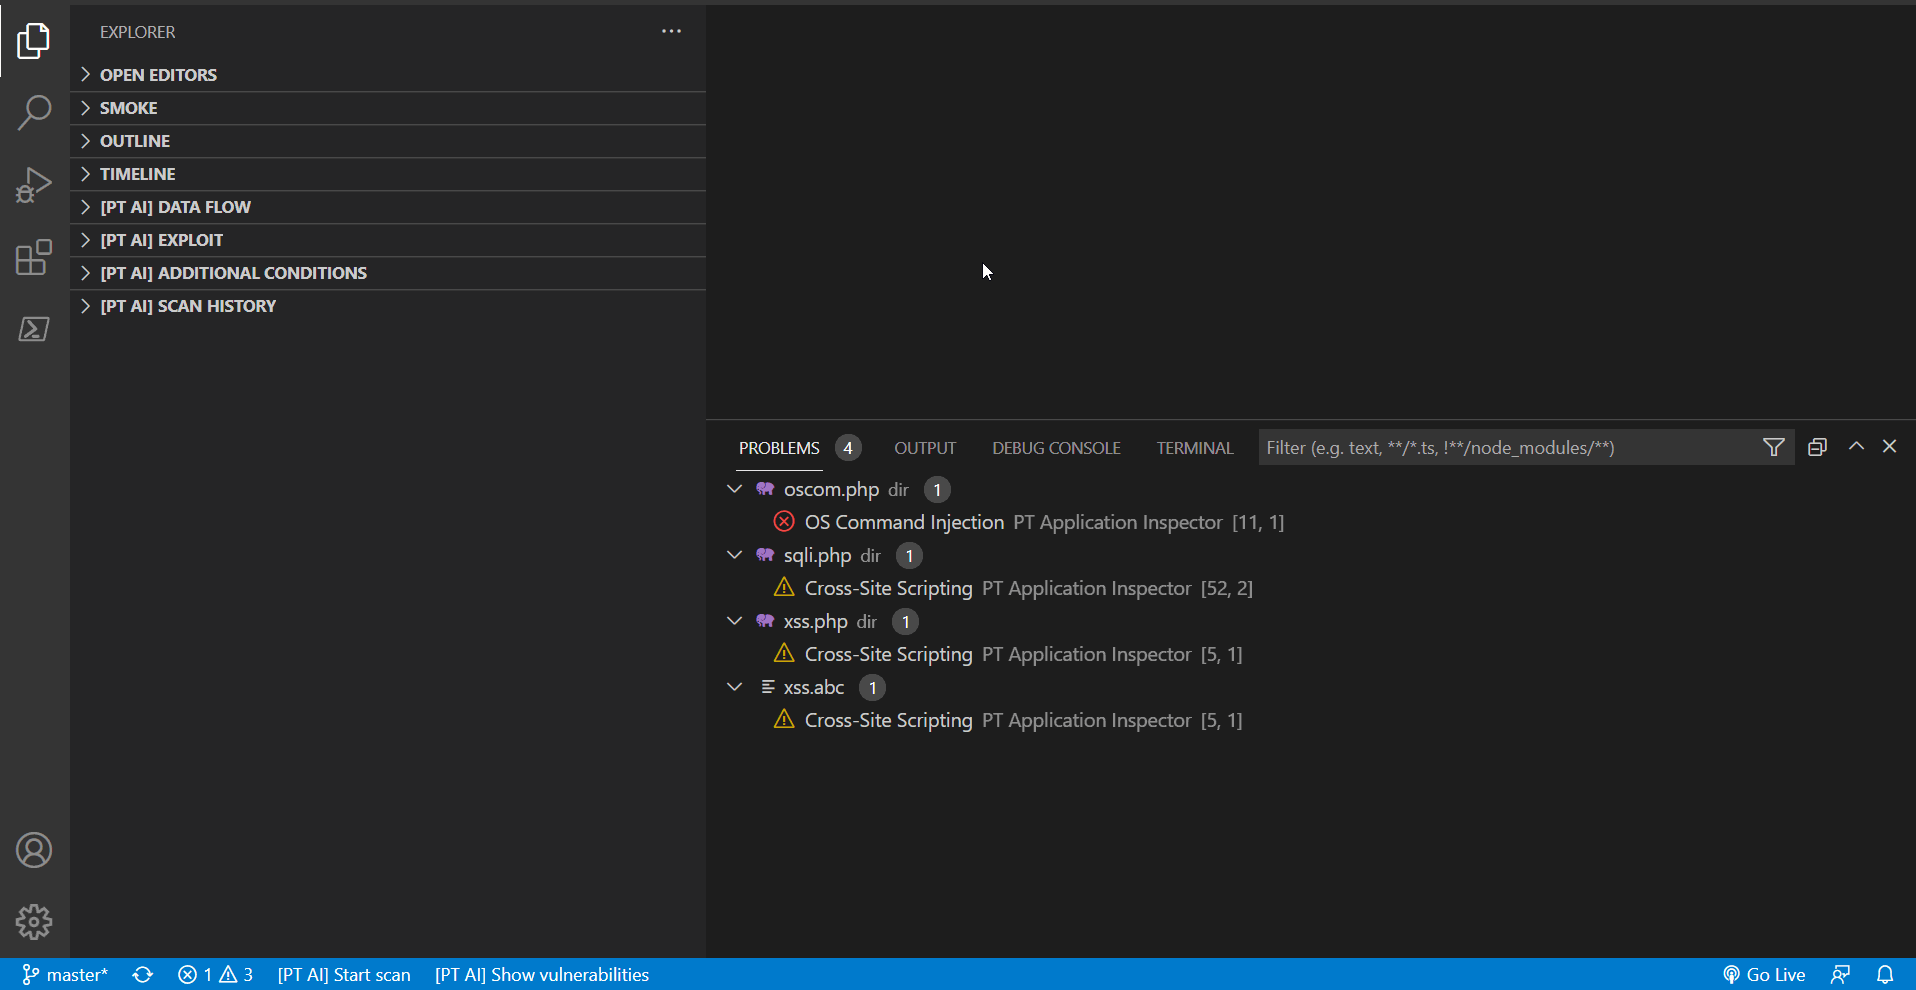 EXPLORER
OPEN EDITORS
SMOKE
OUTLINE
TIMELINE
[PT AI] DATA FLOW
[PT AI] EXPLOIT
[PT AI] ADDITIONAL CONDITIONS
[PT AI] SCAN HISTORY
PROBLEMS 4 OUTPUT DEBUG CONSOLE TERMINAL Filter (e.g. text, **/*.ts, !**/node_modules/**)
oscom.php dir 1
OS Command Injection PT Application Inspector [11, 1]
sqli.php dir 1
Cross-Site Scripting PT Application Inspector [52, 2]
xss.php dir 1
Cross-Site Scripting PT Application Inspector [5, 1]
xss.abc 1
Cross-Site Scripting PT Application Inspector [5, 1]
master* 1 3 [PT AI] Start scan [PT AI] Show vulnerabilities Go Live